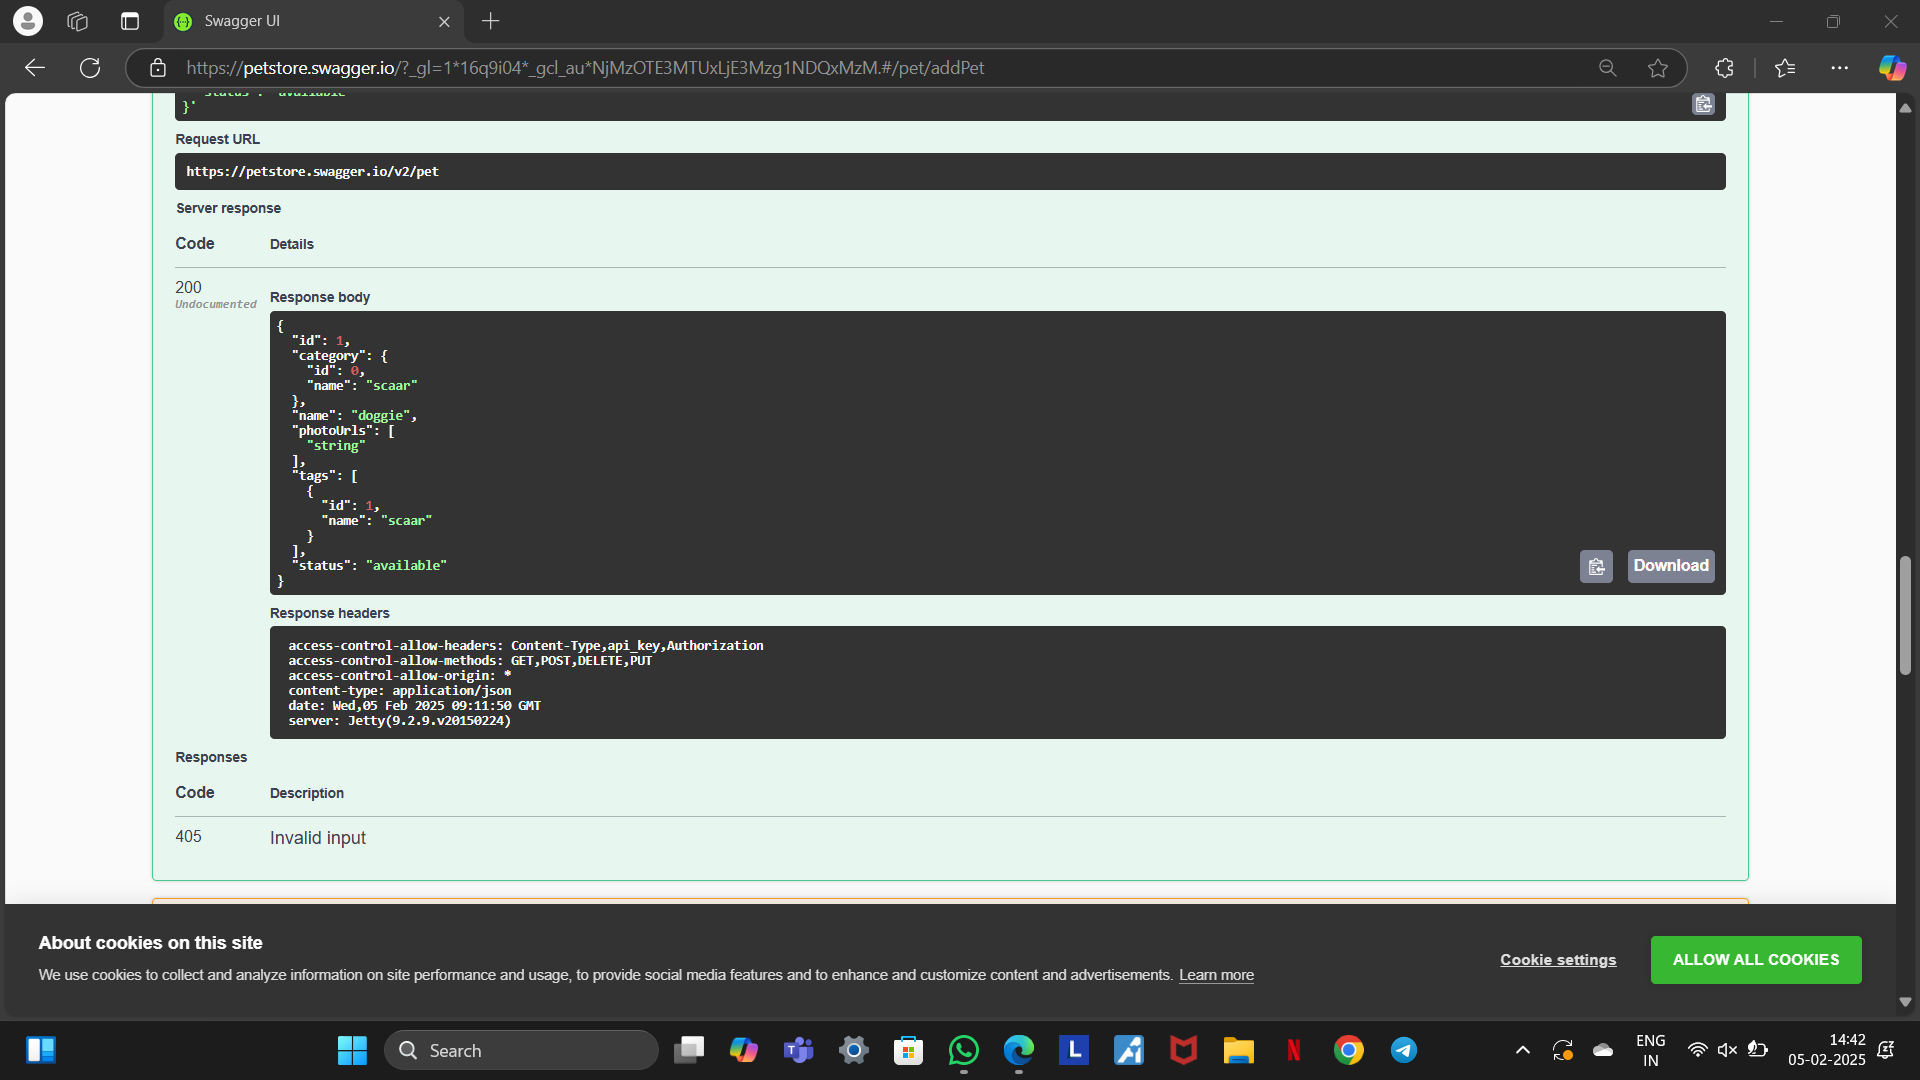 Swagger UI
https://petstore.swagger.io/?_gl=1*16q9i04*_gcl_au*NjMzOTE3MTUxLjE3Mzg1NDQxMzM.#/pet/addPet
"status": "available"
}'
Request URL
https://petstore.swagger.io/v2/pet
Server response
Code Details
200
Undocumented
Response body
{
  "id": 1,
  "category": {
    "id": 0,
    "name": "scaar"
  },
  "name": "doggie",
  "photoUrls": [
    "string"
  ],
  "tags": [
    {
      "id": 1,
      "name": "scaar"
    }
  ],
  "status": "available"
}
Download
Response headers
access-control-allow-headers: Content-Type,api_key,Authorization
access-control-allow-methods: GET,POST,DELETE,PUT
access-control-allow-origin: *
content-type: application/json
date: Wed,05 Feb 2025 09:11:50 GMT
server: Jetty(9.2.9.v20150224)
Responses
Code Description
405 Invalid input
About cookies on this site
We use cookies to collect and analyze information on site performance and usage, to provide social media features and to enhance and customize content and advertisements. Learn more
Cookie settings
ALLOW ALL COOKIES
Search
ENG
IN
14:42
05-02-2025